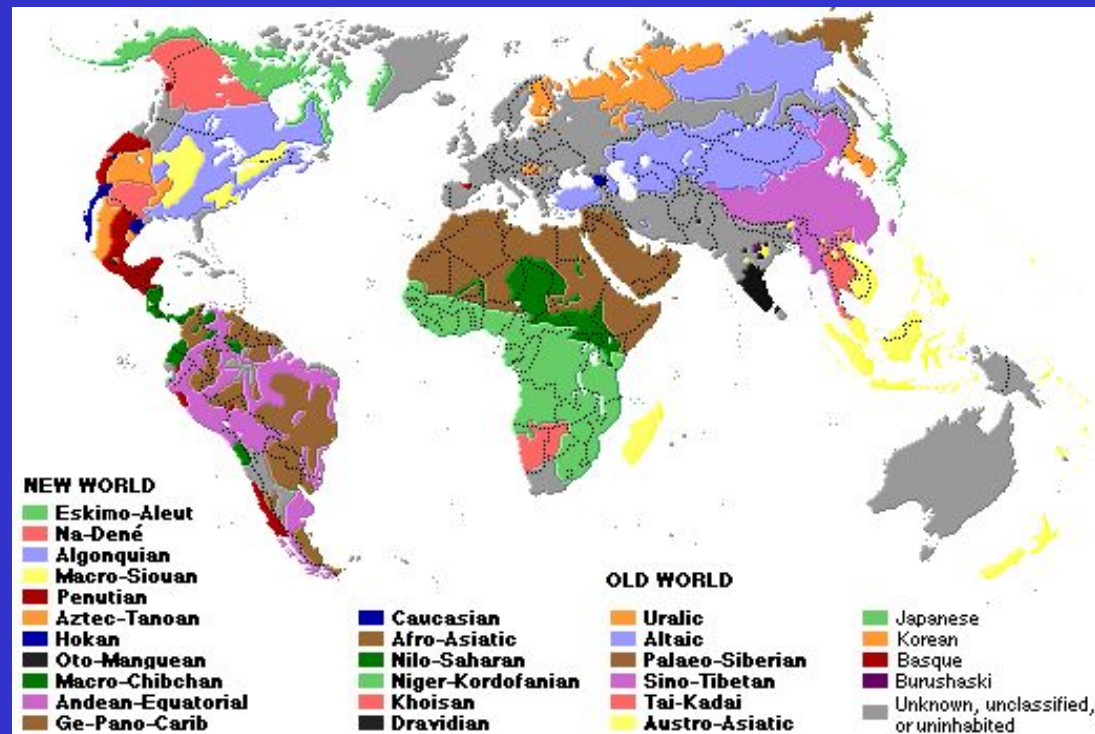 NEW WORLD
Eskimo-Aleut
Na-Dené
Algonquian
Macro-Siouan
Penutian
Aztec-Tanoan
Hokan
Oto-Manguean
Macro-Chibchan
Andean-Equatorial
Ge-Pano-Carib
Caucasian
Afro-Asiatic
Nilo-Saharan
Niger-Kordofanian
Khoisan
Dravidian
OLD WORLD
Uralic
Altaic
Palaeo-Siberian
Sino-Tibetan
Tai-Kadai
Austro-Asiatic
Japanese
Korean
Basque
Burushaski
Unknown, unclassified,
or uninhabited